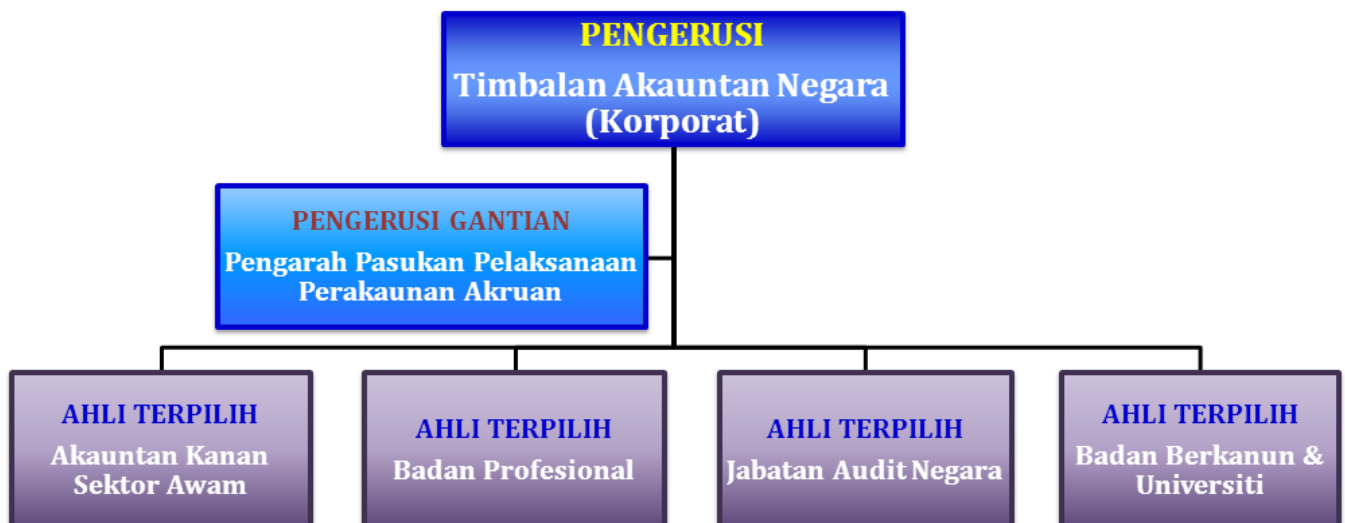 PENGERUSI
Timbalan Akauntan Negara
(Korporat)
PENGERUSI GANTIAN
Pengarah Pasukan Pelaksanaan
Perakaunan Akruan
AHLI TERPILIH
Akauntan Kanan
Sektor Awam
AHLI TERPILIH
Badan Profesional
AHLI TERPILIH
Jabatan Audit Negara
AHLI TERPILIH
Badan Berkanun &
Universiti